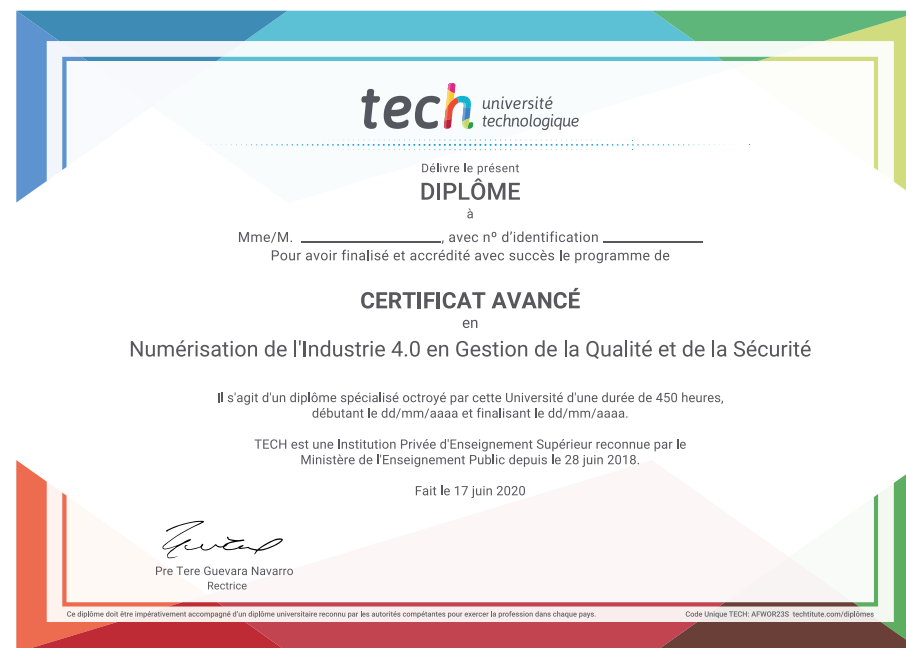 tech université
technologique
Délivre le présent
DIPLÔME
à
Mme/M. ____________________, avec nº d'identification ______________
Pour avoir finalisé et accrédité avec succès le programme de
CERTIFICAT AVANCÉ
en
Numérisation de l'Industrie 4.0 en Gestion de la Qualité et de la Sécurité
Il s'agit d'un diplôme spécialisé octroyé par cette Université d'une durée de 450 heures,
débutant le dd/mm/aaaa et finalisant le dd/mm/aaaa.
TECH est une Institution Privée d'Enseignement Supérieur reconnue par le
Ministère de l'Enseignement Public depuis le 28 juin 2018.
Fait le 17 juin 2020
Pre Tere Guevara Navarro
Rectrice
Ce diplôme doit être impérativement accompagné d'un diplôme universitaire reconnu par les autorités compétentes pour exercer la profession dans chaque pays.
Code Unique TECH: AFWOR23S techtitute.com/diplômes